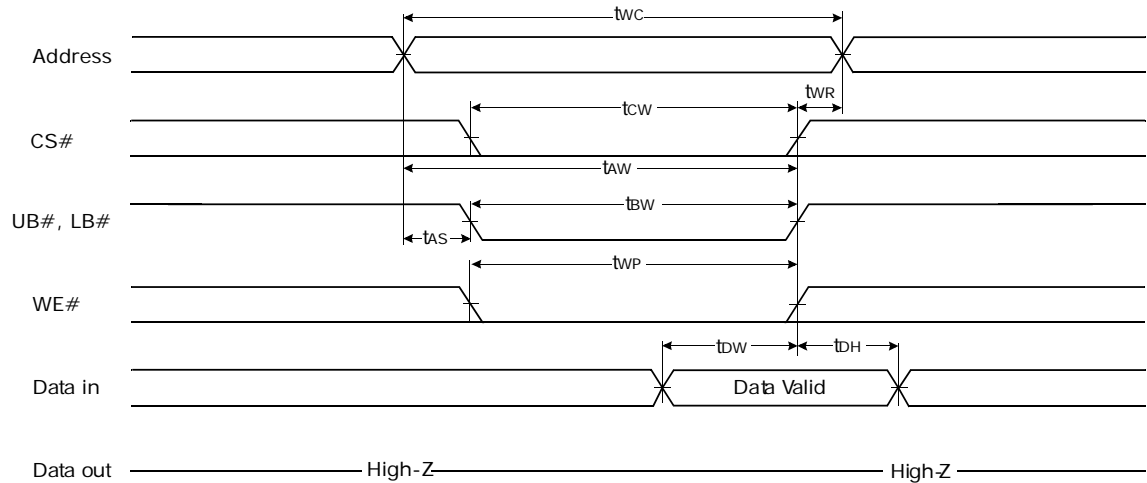 tWC
Address
tWR
tCW
CS#
tAW
UB#, LB#
tBW
tAS
tWP
WE#
tDW
tDH
Data in
Data Valid
Data out
High-Z
High-Z